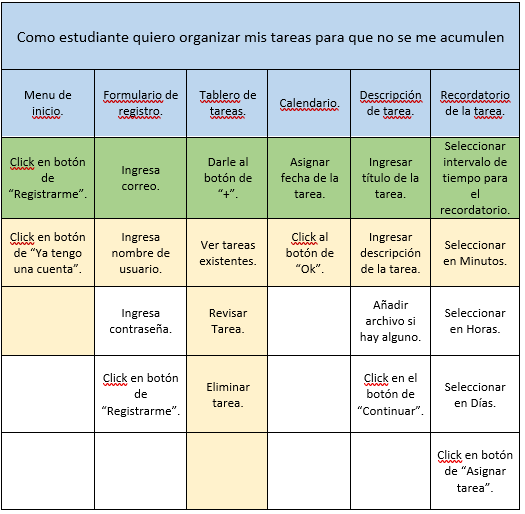 Como estudiante quiero organizar mis tareas para que no se me acumulen
Menu de
inicio.
Formulario de
registro.
Tablero de
tareas.
Calendario.
Descripción
de tarea.
Recordatorio
de la tarea.
Click en botón
de
“Registrarme”.
Ingresa
correo.
Darle al
botón de
“+”.
Asignar
fecha de la
tarea.
Ingresar
título de la
tarea.
Seleccionar
intervalo de
tiempo para
el
recordatorio.
Click en botón
de “Ya tengo
una cuenta”.
Ingresa
nombre de
usuario.
Ver tareas
existentes.
Click al
botón de
“Ok”.
Ingresar
descripción
de la tarea.
Seleccionar
en Minutos.
Ingresa
contraseña.
Revisar
Tarea.
Añadir
archivo si
hay alguno.
Seleccionar
en Horas.
Click en botón
de
“Registrarme”.
Eliminar
tarea.
Click en el
botón de
“Continuar”.
Seleccionar
en Días.
Click en botón
de “Asignar
tarea”.